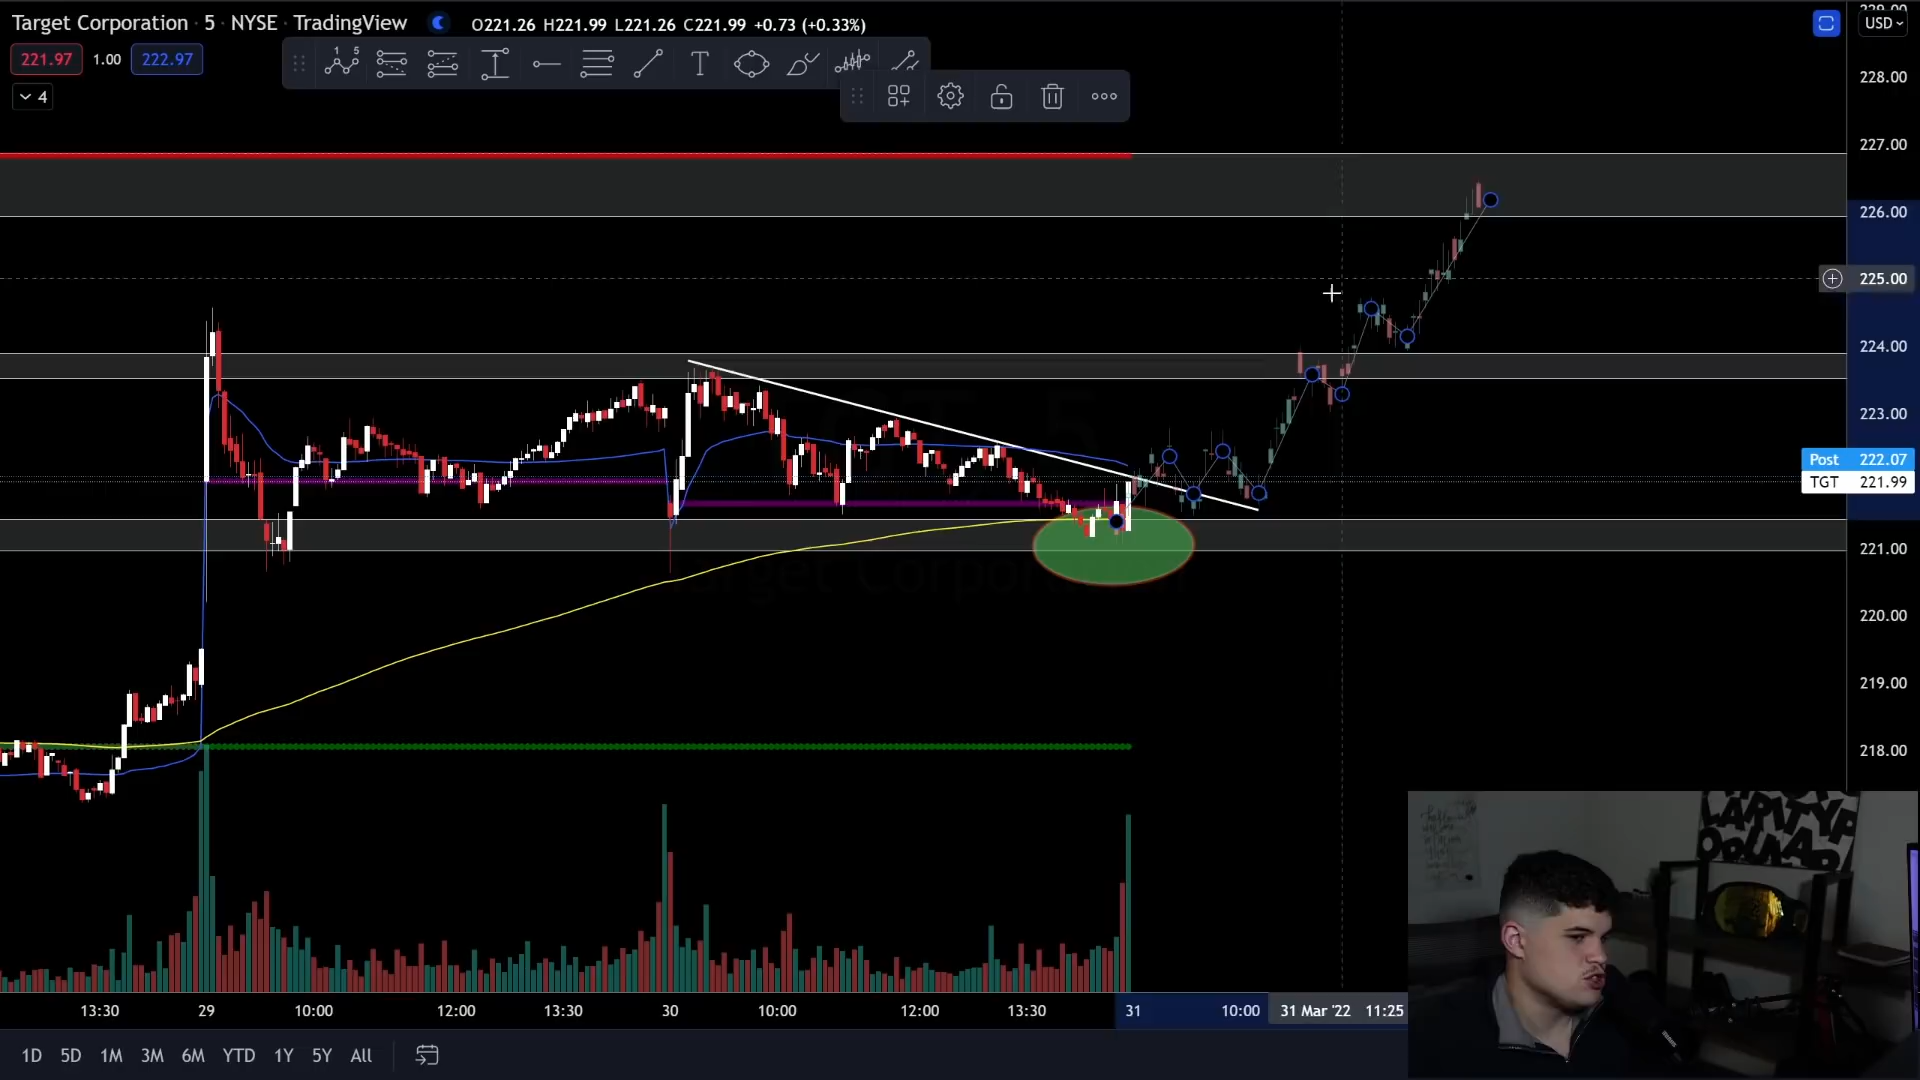 Target Corporation · 5 · NYSE · TradingView
O221.26 H221.99 L221.26 C221.99 +0.73 (+0.33%)
USD
221.97 1.00 222.97
4
228.00
227.00
226.00
225.00
224.00
223.00
Post 222.07
TGT 221.99
221.00
220.00
219.00
218.00
Target Corporation
13:30 29 10:00 12:00 13:30 30 10:00 12:00 13:30 31 10:00 31 Mar '22 11:25
1D 5D 1M 3M 6M YTD 1Y 5Y All